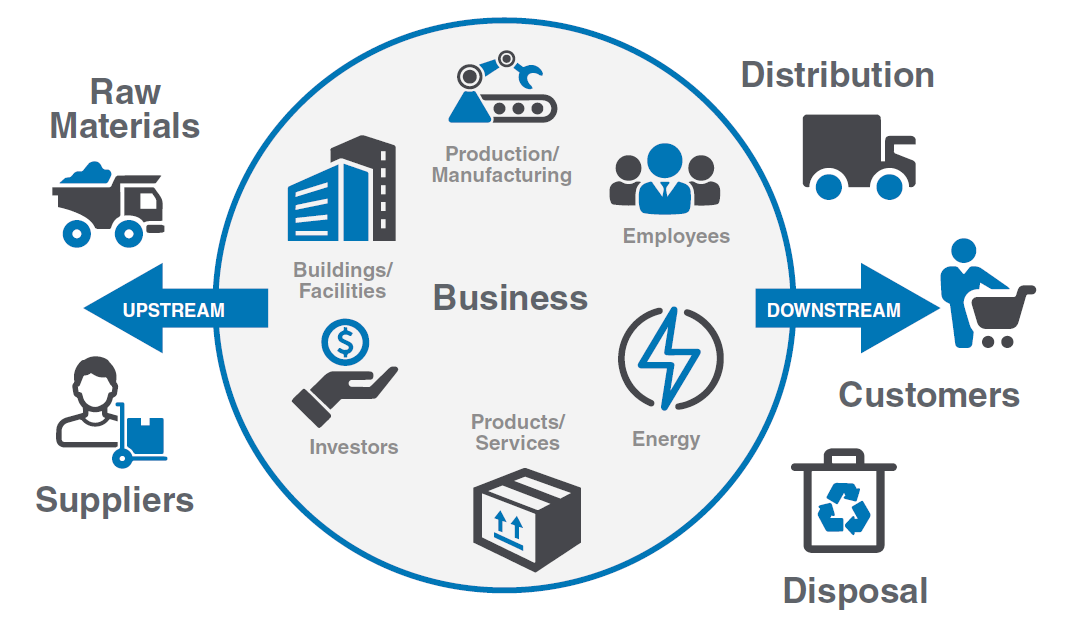 Raw
Materials
UPSTREAM
Suppliers
Production/
Manufacturing
Employees
Buildings/
Facilities
Business
Investors
Products/
Services
Energy
Distribution
DOWNSTREAM
Customers
Disposal